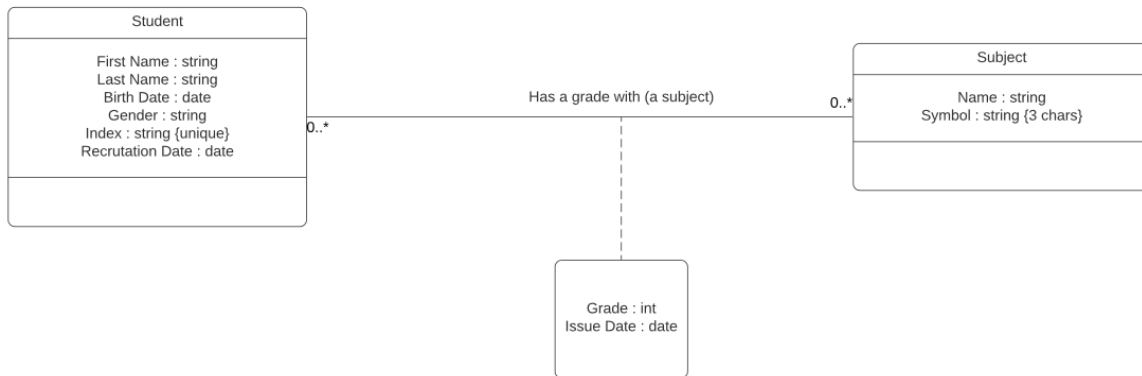 Student
First Name : string
Last Name : string
Birth Date : date
Gender : string
Index : string {unique}
Recrutation Date : date
0..*
Has a grade with (a subject)
0..*
Subject
Name : string
Symbol : string {3 chars}
Grade : int
Issue Date : date